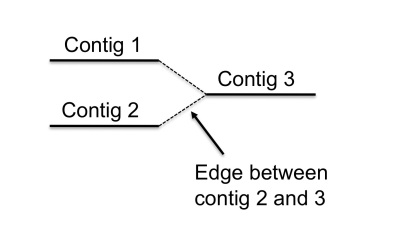 Contig 1
Contig 3
Contig 2
Edge between
contig 2 and 3